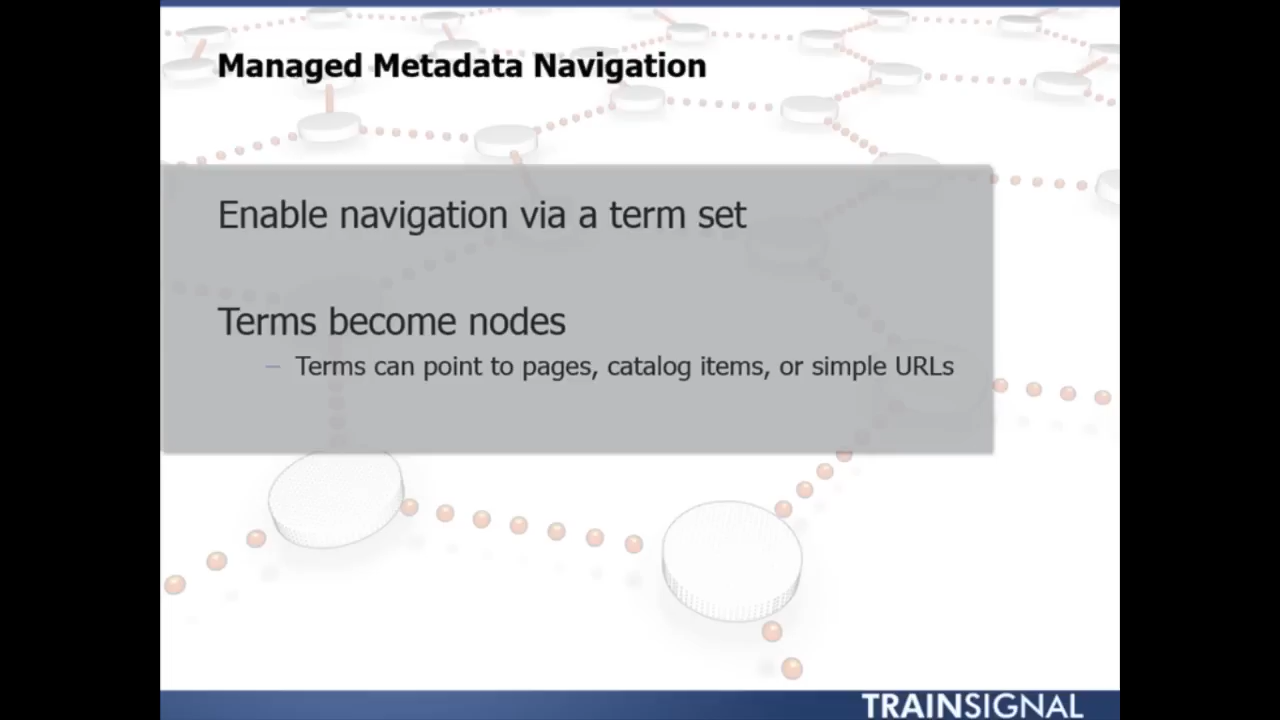 Managed Metadata Navigation
Enable navigation via a term set
Terms become nodes
– Terms can point to pages, catalog items, or simple URLs
TRAINSIGNAL